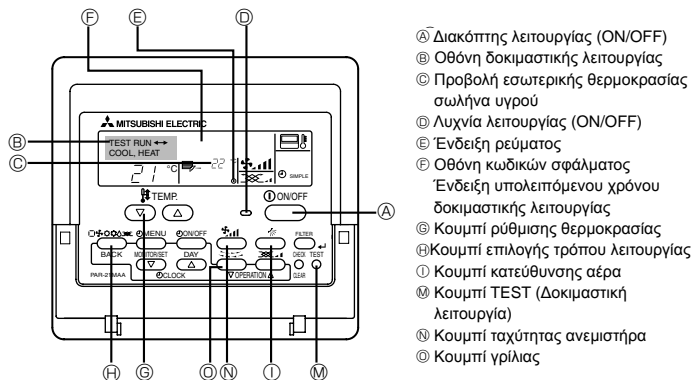 Ⓕ Ⓔ Ⓓ
MITSUBISHI ELECTRIC
Ⓑ TEST RUN ↔
COOL, HEAT
Ⓒ 21 °C 22 °C
SIMPLE
TEMP. ON/OFF
▽ △ Ⓐ
MENU ON/OFF FILTER
BACK MONITOR/SET DAY CHECK TEST
▽ △ CLEAR
PAR-21MAA CLOCK ▽ OPERATION △
Ⓗ Ⓖ Ⓞ Ⓝ Ⓘ Ⓜ
Ⓐ Διακόπτης λειτουργίας (ON/OFF)
Ⓑ Οθόνη δοκιμαστικής λειτουργίας
Ⓒ Προβολή εσωτερικής θερμοκρασίας
σωλήνα υγρού
Ⓓ Λυχνία λειτουργίας (ON/OFF)
Ⓔ Ένδειξη ρεύματος
Ⓕ Οθόνη κωδικών σφάλματος
Ένδειξη υπολειπόμενου χρόνου
δοκιμαστικής λειτουργίας
Ⓖ Κουμπί ρύθμισης θερμοκρασίας
ⒽΚουμπί επιλογής τρόπου λειτουργίας
Ⓘ Κουμπί κατεύθυνσης αέρα
Ⓜ Κουμπί TEST (Δοκιμαστική
λειτουργία)
Ⓝ Κουμπί ταχύτητας ανεμιστήρα
Ⓞ Κουμπί γρίλιας